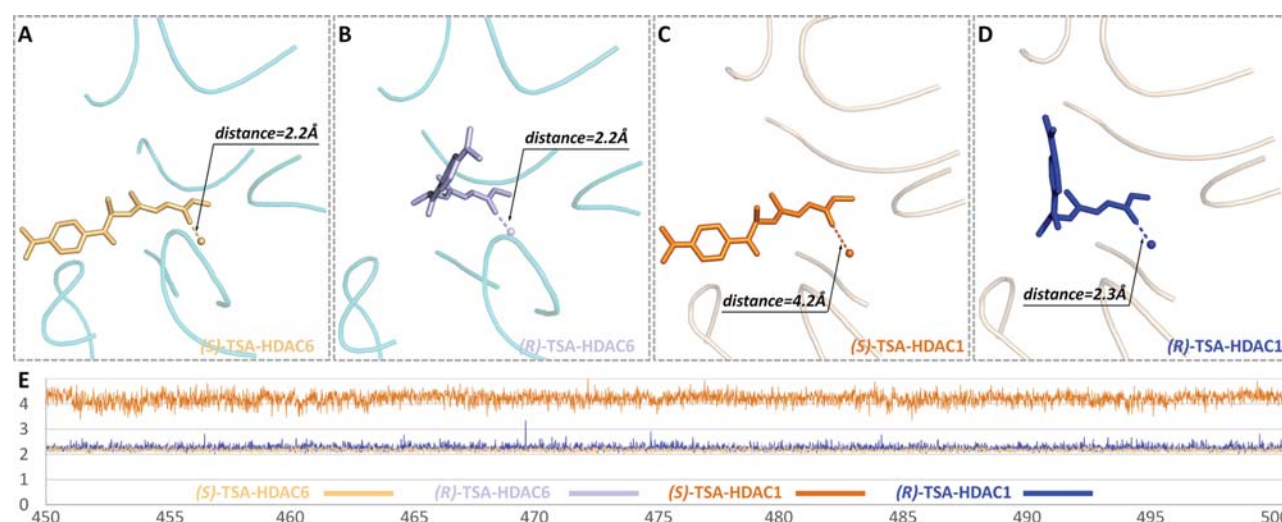 A
B
C
D
distance=2.2Å
distance=2.2Å
distance=4.2Å
distance=2.3Å
(S)-TSA-HDAC6
(R)-TSA-HDAC6
(S)-TSA-HDAC1
(R)-TSA-HDAC1
E
4
3
2
1
0
(S)-TSA-HDAC6
(R)-TSA-HDAC6
(S)-TSA-HDAC1
(R)-TSA-HDAC1
450
455
460
465
470
475
480
485
490
495
500